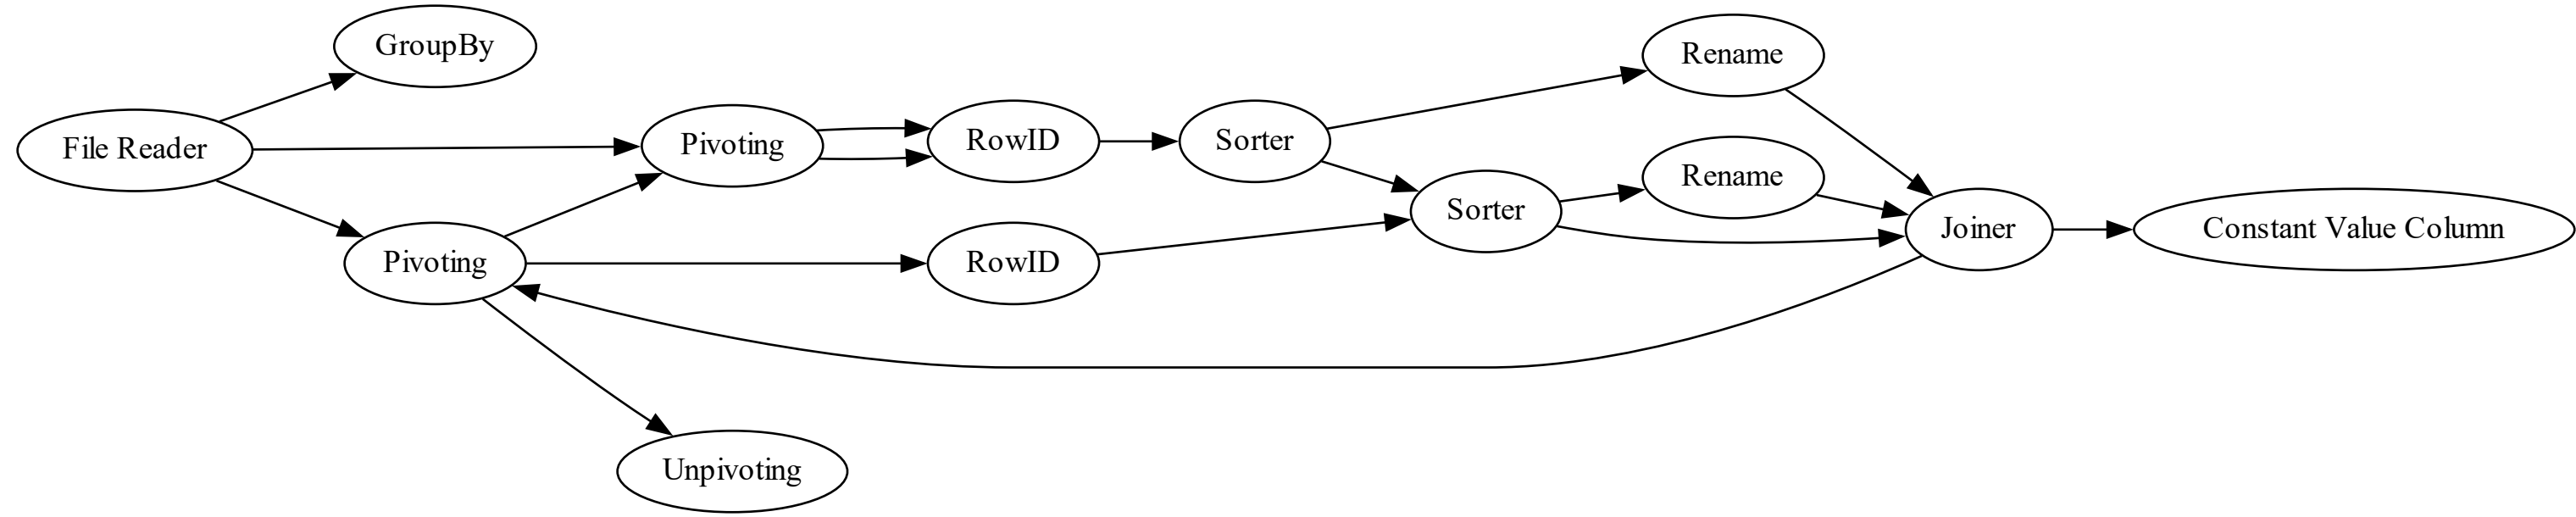 GroupBy
File Reader
Pivoting
RowID
Sorter
Rename
Rename
Sorter
Joiner
Constant Value Column
Pivoting
RowID
Unpivoting